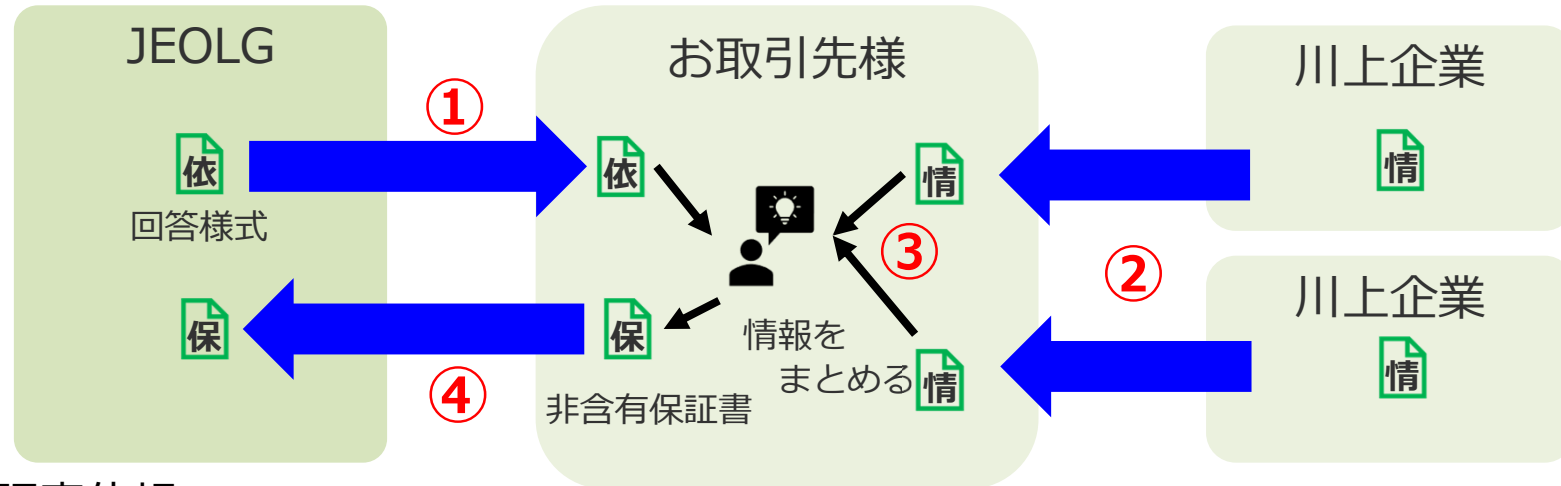 JEOLG
お取引先様
川上企業
①
依
依
情
情
回答様式
③
②
川上企業
保
保
情報を
まとめる
情
情
④
非含有保証書